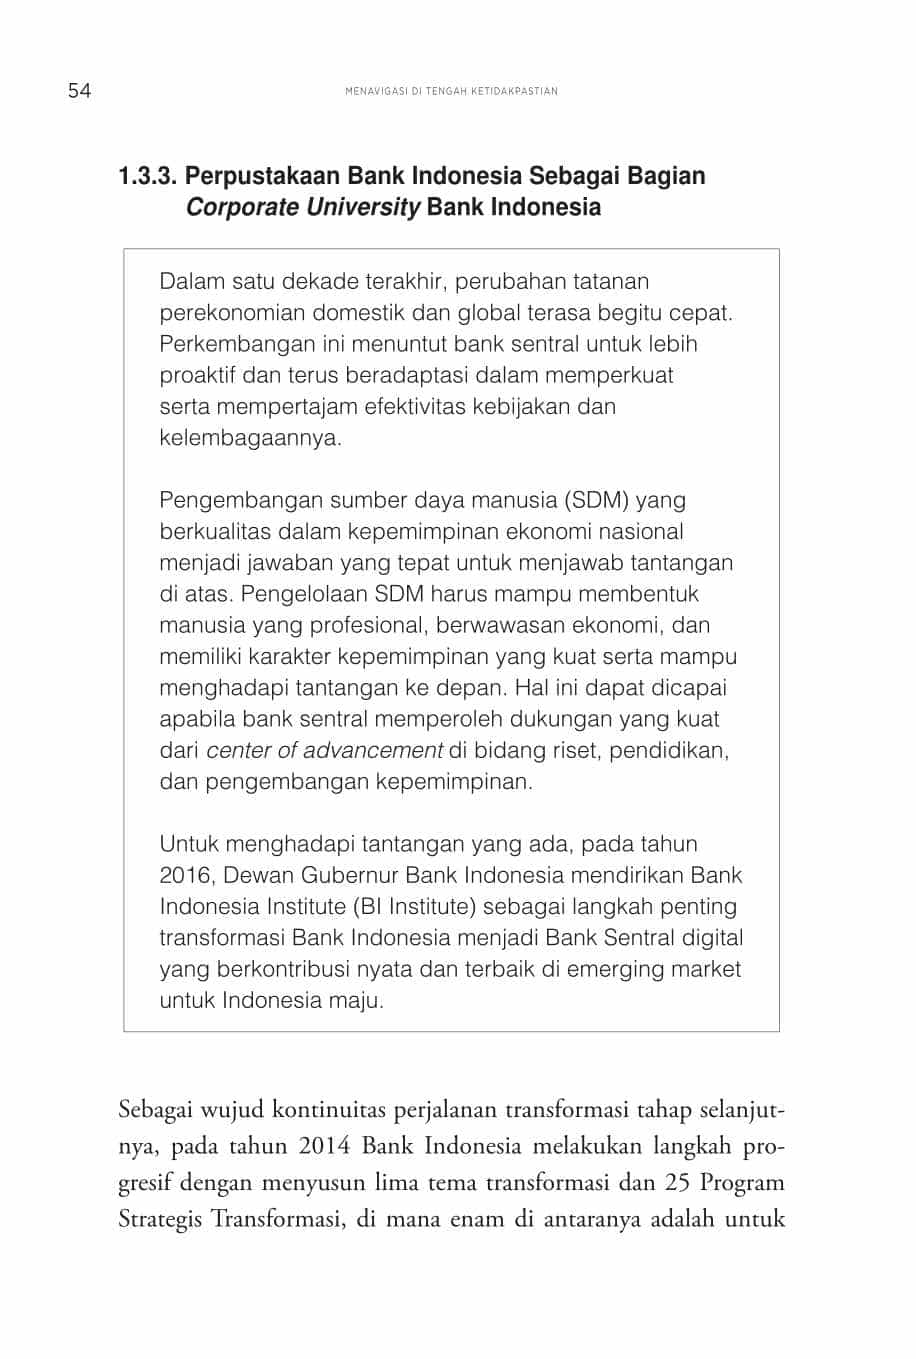 54
MENAVIGASI DI TENGAH KETIDAKPASTIAN
1.3.3. Perpustakaan Bank Indonesia Sebagai Bagian
Corporate University Bank Indonesia
Dalam satu dekade terakhir, perubahan tatanan
perekonomian domestik dan global terasa begitu cepat.
Perkembangan ini menuntut bank sentral untuk lebih
proaktif dan terus beradaptasi dalam memperkuat
serta mempertajam efektivitas kebijakan dan
kelembagaannya.
Pengembangan sumber daya manusia (SDM) yang
berkualitas dalam kepemimpinan ekonomi nasional
menjadi jawaban yang tepat untuk menjawab tantangan
di atas. Pengelolaan SDM harus mampu membentuk
manusia yang profesional, berwawasan ekonomi, dan
memiliki karakter kepemimpinan yang kuat serta mampu
menghadapi tantangan ke depan. Hal ini dapat dicapai
apabila bank sentral memperoleh dukungan yang kuat
dari center of advancement di bidang riset, pendidikan,
dan pengembangan kepemimpinan.
Untuk menghadapi tantangan yang ada, pada tahun
2016, Dewan Gubernur Bank Indonesia mendirikan Bank
Indonesia Institute (BI Institute) sebagai langkah penting
transformasi Bank Indonesia menjadi Bank Sentral digital
yang berkontribusi nyata dan terbaik di emerging market
untuk Indonesia maju.
Sebagai wujud kontinuitas perjalanan transformasi tahap selanjut-
nya, pada tahun 2014 Bank Indonesia melakukan langkah pro-
gresif dengan menyusun lima tema transformasi dan 25 Program
Strategis Transformasi, di mana enam di antaranya adalah untuk